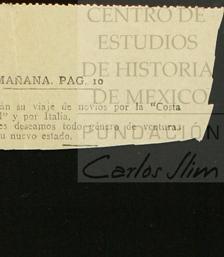 CENTRO DE
ESTUDIOS
DE HISTORIA
DE MEXICO
MAÑANA. PAG. 10
án su viaje de novios por la "Costa
l" y por Italia.
es deseamos todo género de venturas
u nuevo estado.
FUNDACIÓN
Carlos Slim